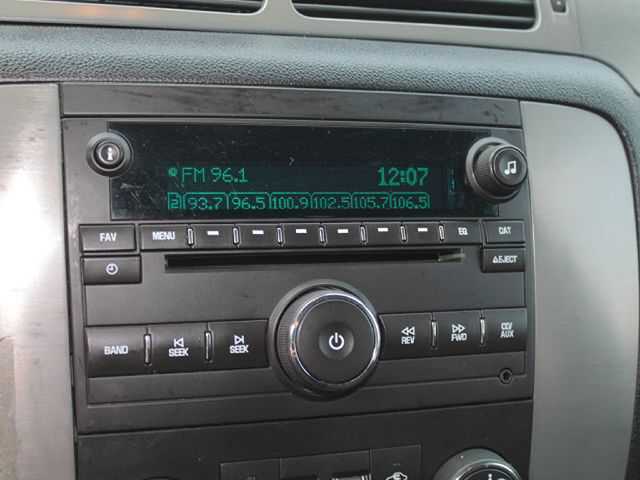 FM 96.1 12:07
2 93.7 96.5 100.9 102.5 105.7 106.5
FAV MENU EQ CAT
EJECT
BAND SEEK SEEK REV FWD CD/AUX